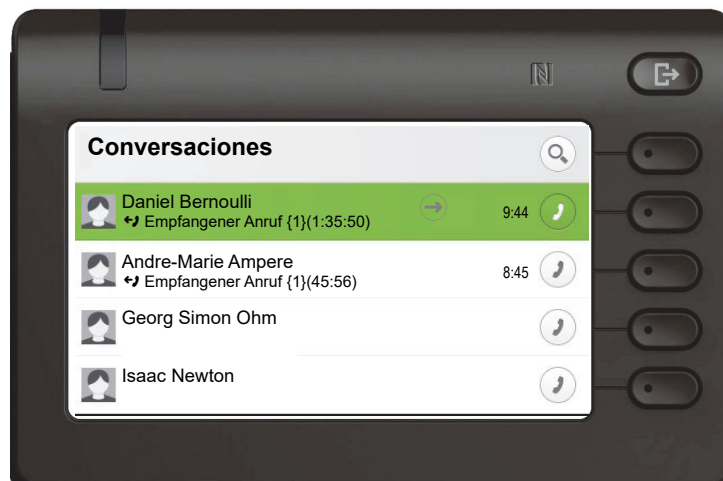 Conversaciones
Daniel Bernoulli
9:44
Empfangener Anruf {1}(1:35:50)
Andre-Marie Ampere
8:45
Empfangener Anruf {1}(45:56)
Georg Simon Ohm
Isaac Newton